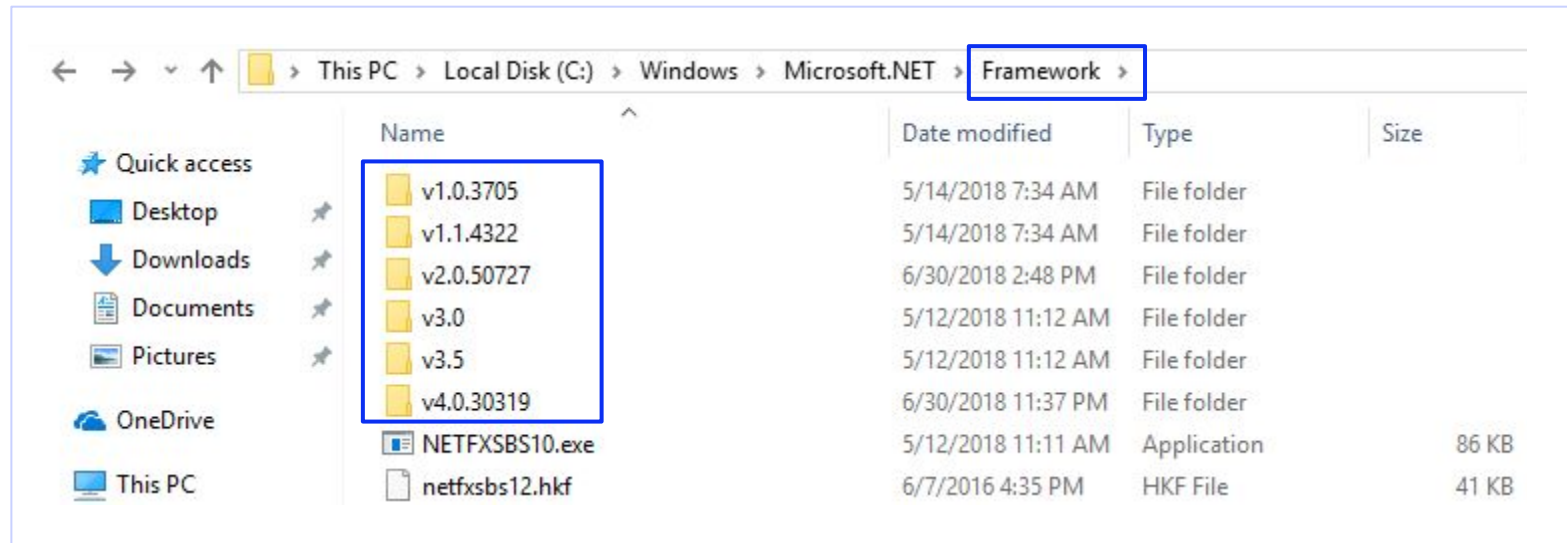 This PC > Local Disk (C:) > Windows > Microsoft.NET > Framework >
Name Date modified Type Size
Quick access
Desktop
Downloads
Documents
Pictures
OneDrive
This PC
v1.0.3705 5/14/2018 7:34 AM File folder
v1.1.4322 5/14/2018 7:34 AM File folder
v2.0.50727 6/30/2018 2:48 PM File folder
v3.0 5/12/2018 11:12 AM File folder
v3.5 5/12/2018 11:12 AM File folder
v4.0.30319 6/30/2018 11:37 PM File folder
NETFXSBS10.exe 5/12/2018 11:11 AM Application 86 KB
netfxsbs12.hkf 6/7/2016 4:35 PM HKF File 41 KB